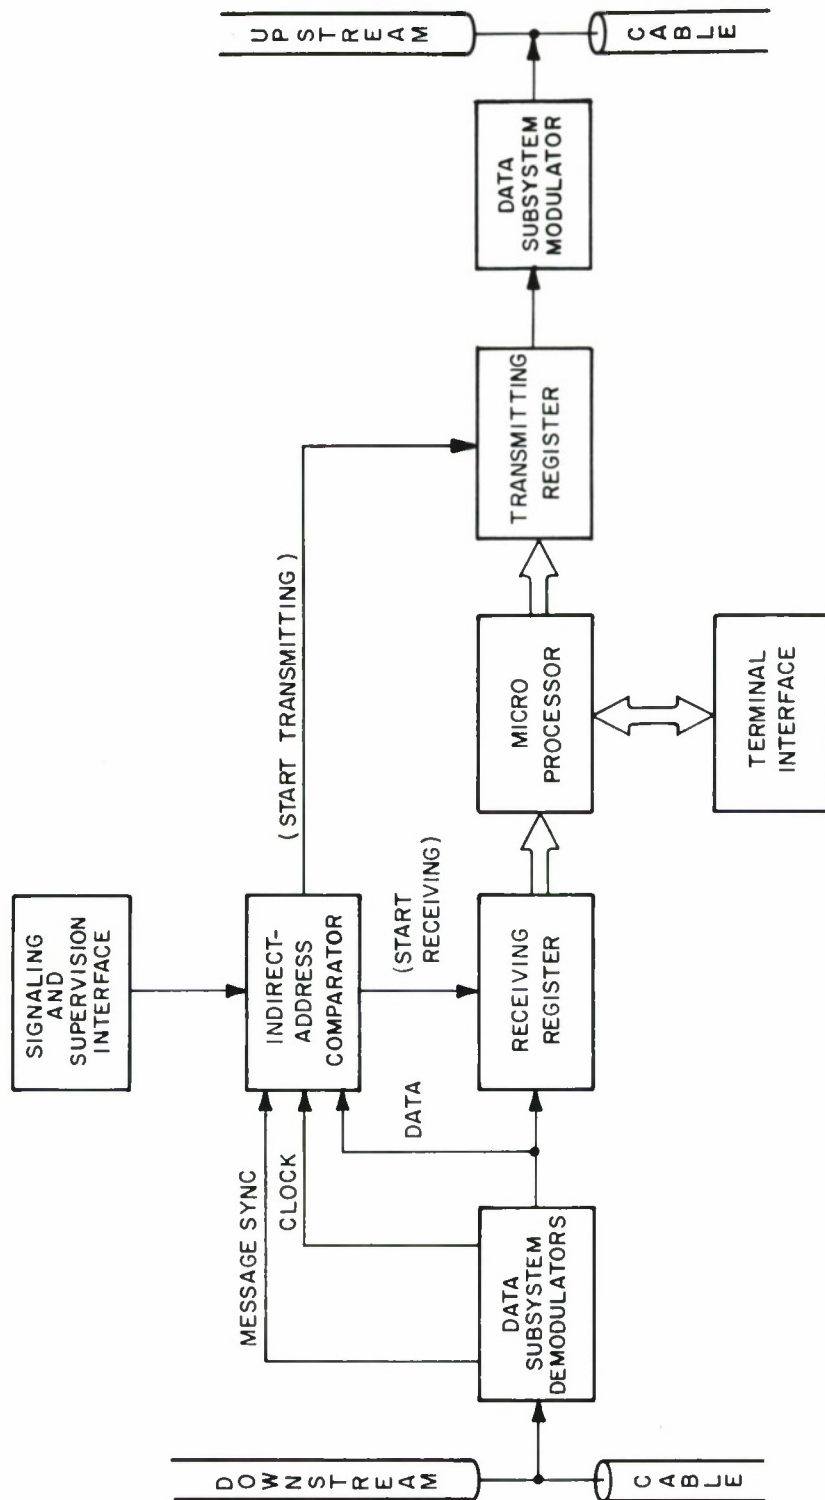 SIGNALING
AND
SUPERVISION
INTERFACE
MESSAGE SYNC
CLOCK
DATA
INDIRECT-
ADDRESS
COMPARATOR
(START TRANSMITTING)
(START
RECEIVING)
DOWNSTREAM
CABLE
DATA
SUBSYSTEM
DEMODULATORS
RECEIVING
REGISTER
MICRO
PROCESSOR
TRANSMITTING
REGISTER
DATA
SUBSYSTEM
MODULATOR
UPSTREAM
CABLE
TERMINAL
INTERFACE